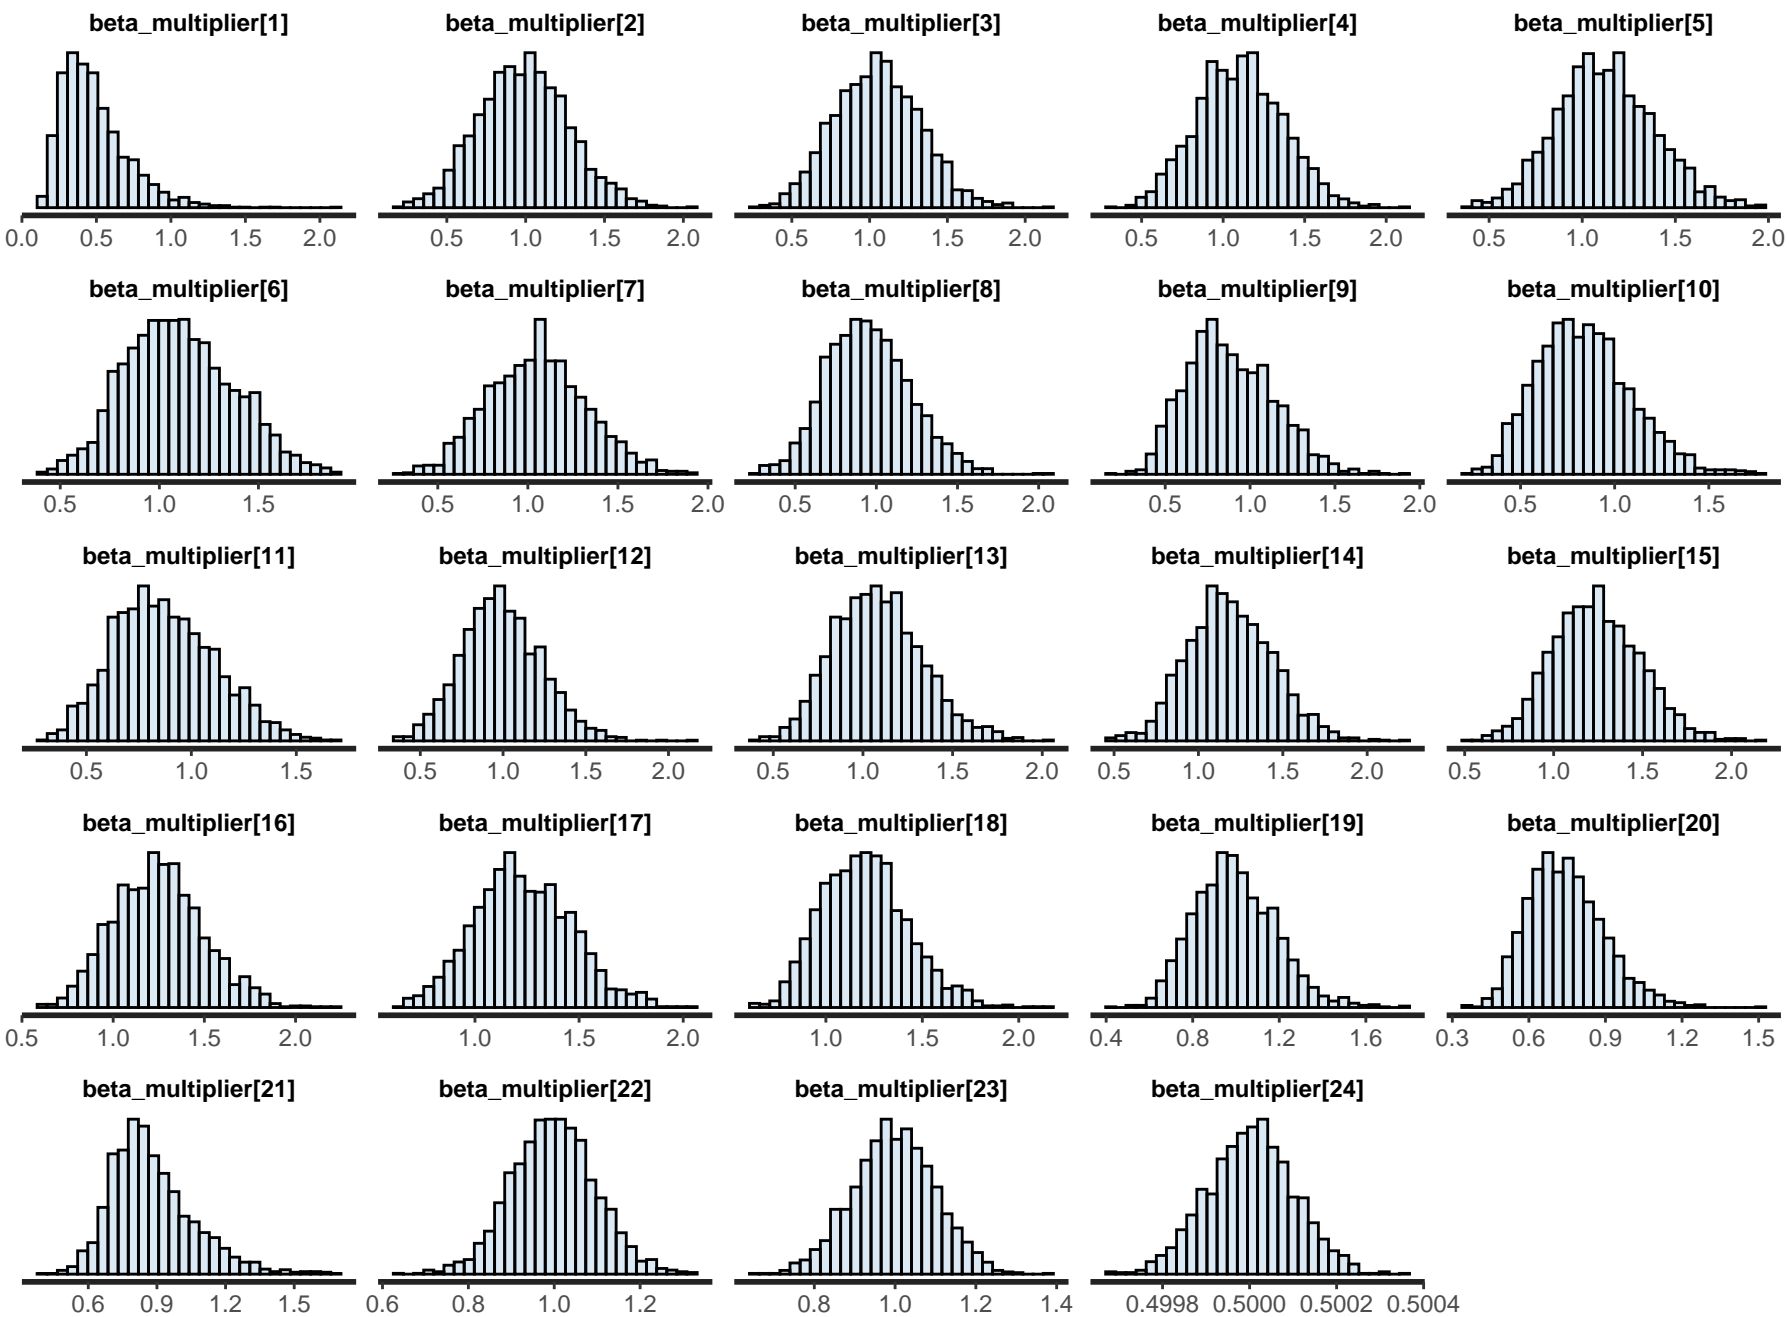 beta_multiplier[1] beta_multiplier[2] beta_multiplier[3] beta_multiplier[4] beta_multiplier[5]
0.0 0.5 1.0 1.5 2.0 0.5 1.0 1.5 2.0 0.5 1.0 1.5 2.0 0.5 1.0 1.5 2.0 0.5 1.0 1.5 2.0
beta_multiplier[6] beta_multiplier[7] beta_multiplier[8] beta_multiplier[9] beta_multiplier[10]
0.5 1.0 1.5 0.5 1.0 1.5 2.0 0.5 1.0 1.5 2.0 0.5 1.0 1.5 2.0 0.5 1.0 1.5
beta_multiplier[11] beta_multiplier[12] beta_multiplier[13] beta_multiplier[14] beta_multiplier[15]
0.5 1.0 1.5 0.5 1.0 1.5 2.0 0.5 1.0 1.5 2.0 0.5 1.0 1.5 2.0 0.5 1.0 1.5 2.0
beta_multiplier[16] beta_multiplier[17] beta_multiplier[18] beta_multiplier[19] beta_multiplier[20]
0.5 1.0 1.5 2.0 1.0 1.5 2.0 1.0 1.5 2.0 0.4 0.8 1.2 1.6 0.3 0.6 0.9 1.2 1.5
beta_multiplier[21] beta_multiplier[22] beta_multiplier[23] beta_multiplier[24]
0.6 0.9 1.2 1.5 0.6 0.8 1.0 1.2 0.8 1.0 1.2 1.4 0.4998 0.5000 0.5002 0.5004